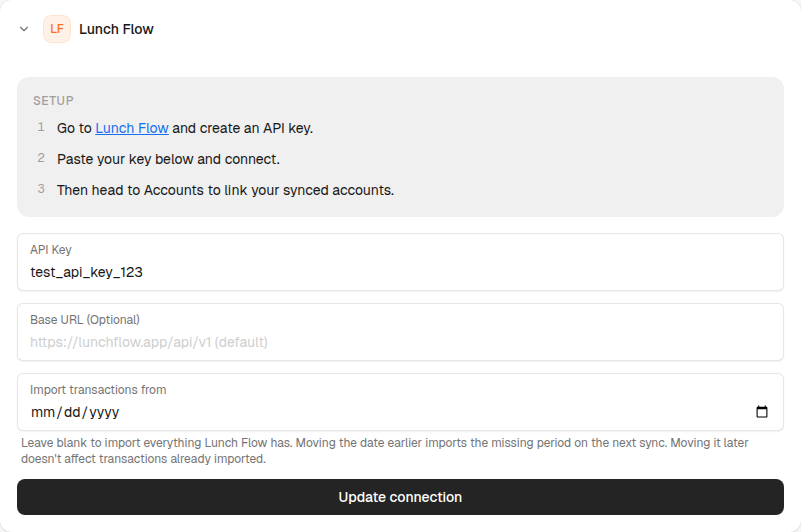 LF Lunch Flow
SETUP
1 Go to Lunch Flow and create an API key.
2 Paste your key below and connect.
3 Then head to Accounts to link your synced accounts.
API Key
test_api_key_123
Base URL (Optional)
https://lunchflow.app/api/v1 (default)
Import transactions from
mm/dd/yyyy
Leave blank to import everything Lunch Flow has. Moving the date earlier imports the missing period on the next sync. Moving it later
doesn't affect transactions already imported.
Update connection